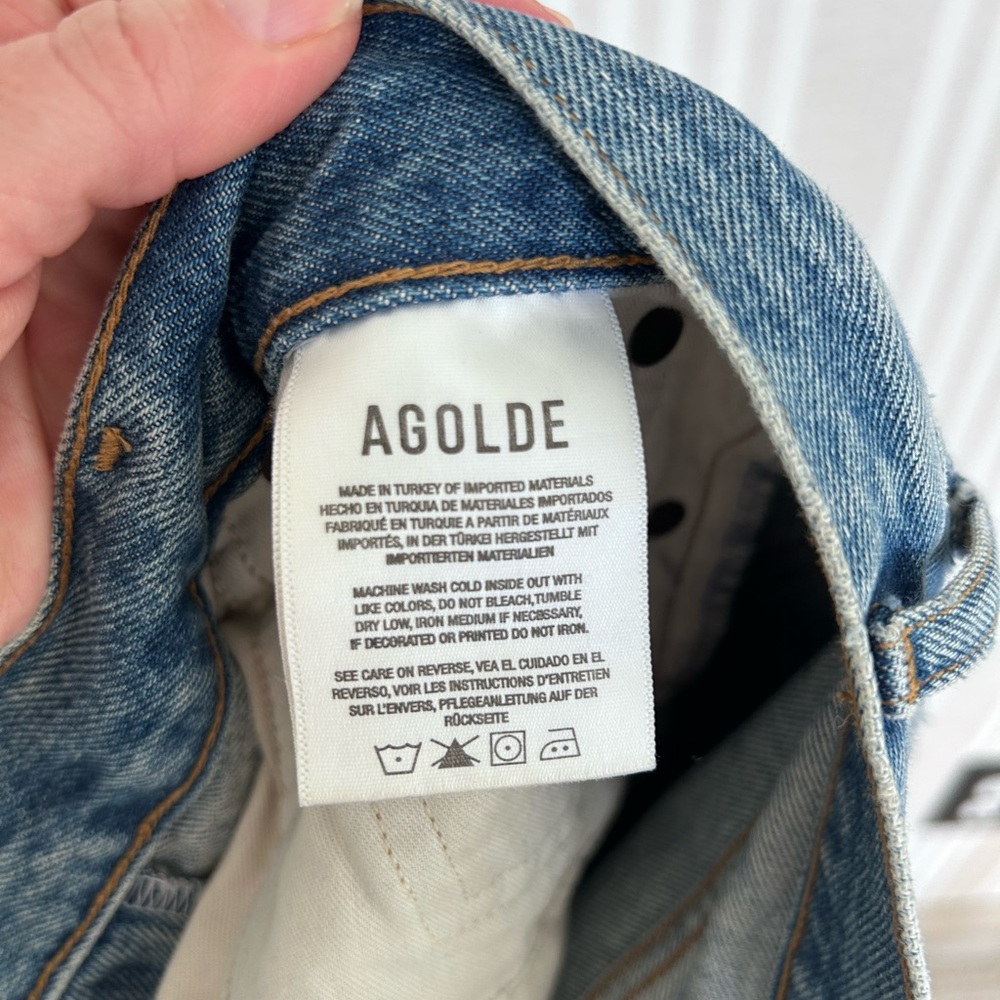 AGOLDE
MADE IN TURKEY OF IMPORTED MATERIALS
HECHO EN TURQUIA DE MATERIALES IMPORTADOS
FABRIQUÉ EN TURQUIE A PARTIR DE MATÉRIAUX
IMPORTÉS, IN DER TÜRKEI HERGESTELLT MIT
IMPORTIERTEN MATERIALIEN
MACHINE WASH COLD INSIDE OUT WITH
LIKE COLORS, DO NOT BLEACH,TUMBLE
DRY LOW, IRON MEDIUM IF NECESSARY,
IF DECORATED OR PRINTED DO NOT IRON.
SEE CARE ON REVERSE, VEA EL CUIDADO EN EL
REVERSO, VOIR LES INSTRUCTIONS D'ENTRETIEN
SUR L'ENVERS, PFLEGEANLEITUNG AUF DER
RÜCKSEITE